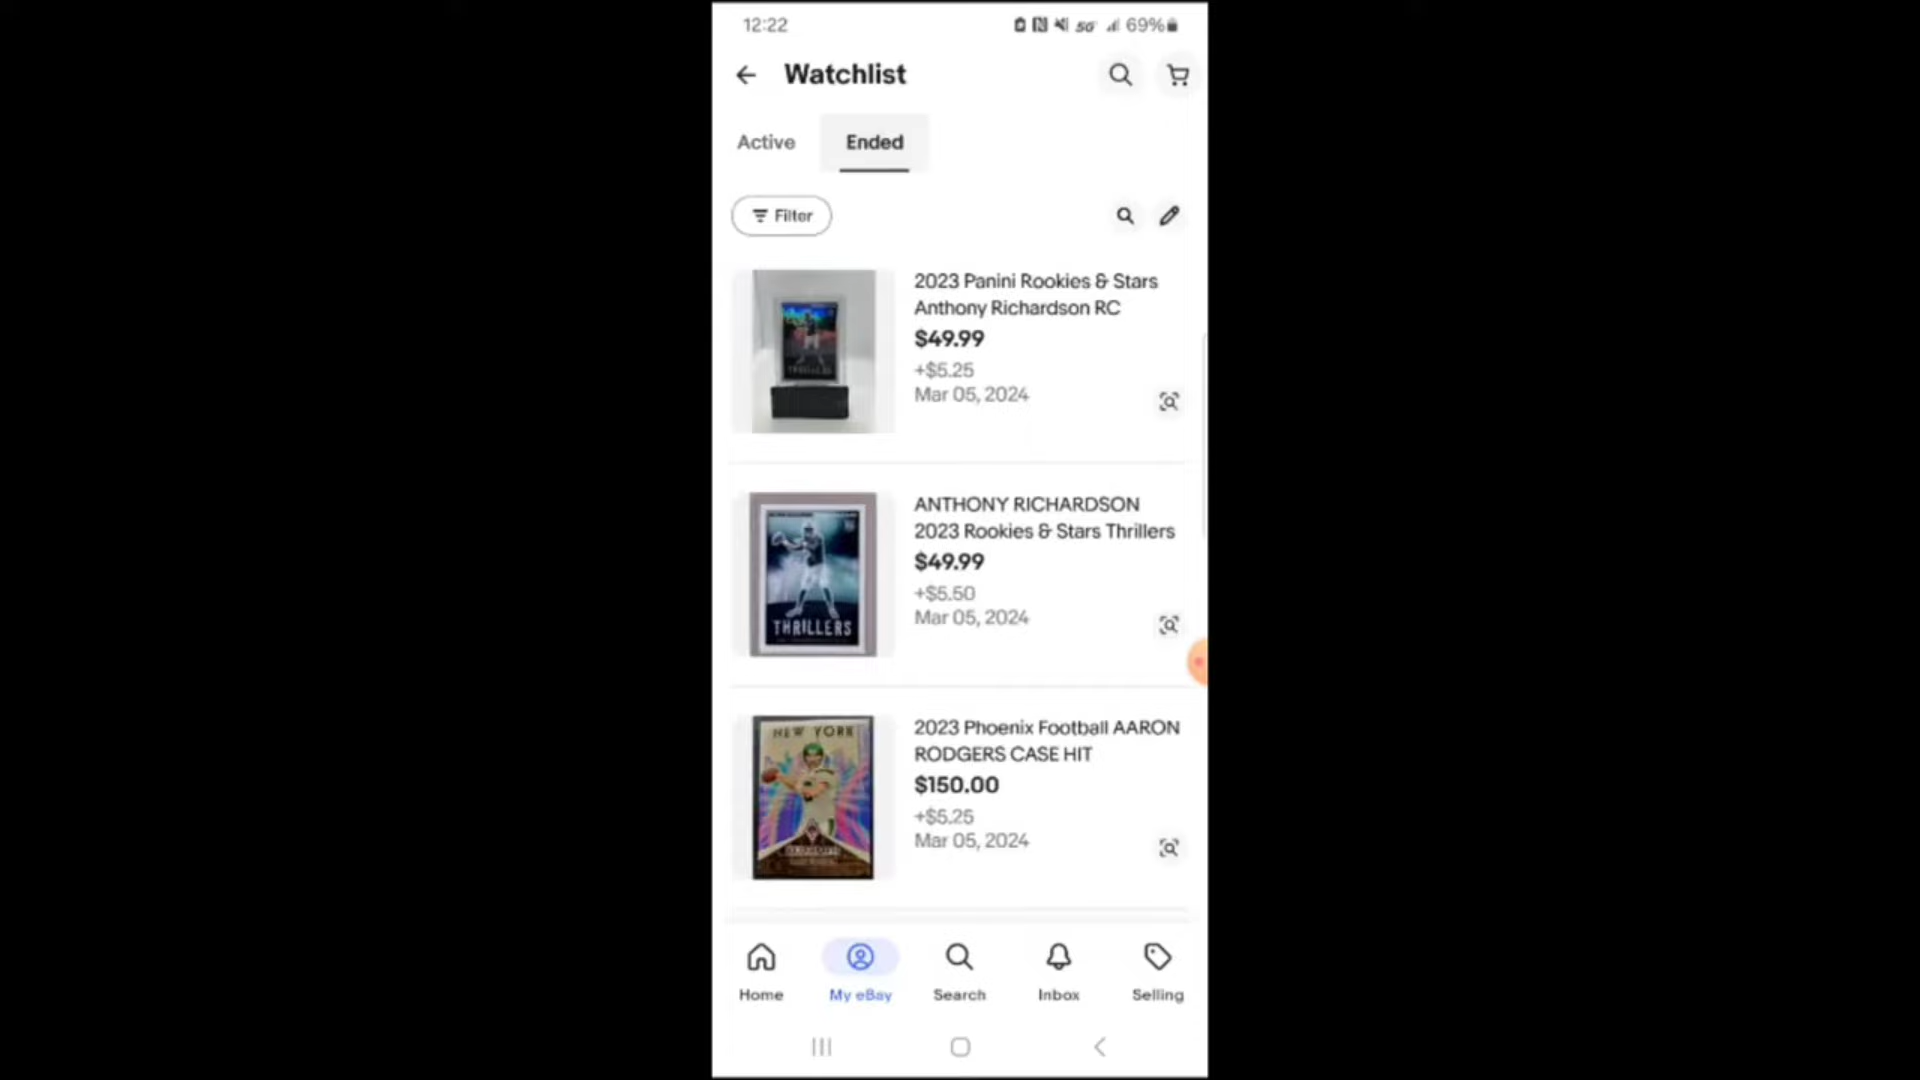 12:22
5G 69%
Watchlist
Active
Ended
Filter
2023 Panini Rookies & Stars
Anthony Richardson RC
$49.99
+$5.25
Mar 05, 2024
ANTHONY RICHARDSON
2023 Rookies & Stars Thrillers
$49.99
+$5.50
Mar 05, 2024
THRILLERS
2023 Phoenix Football AARON
RODGERS CASE HIT
$150.00
+$5.25
Mar 05, 2024
NEW YORK
Home
My eBay
Search
Inbox
Selling